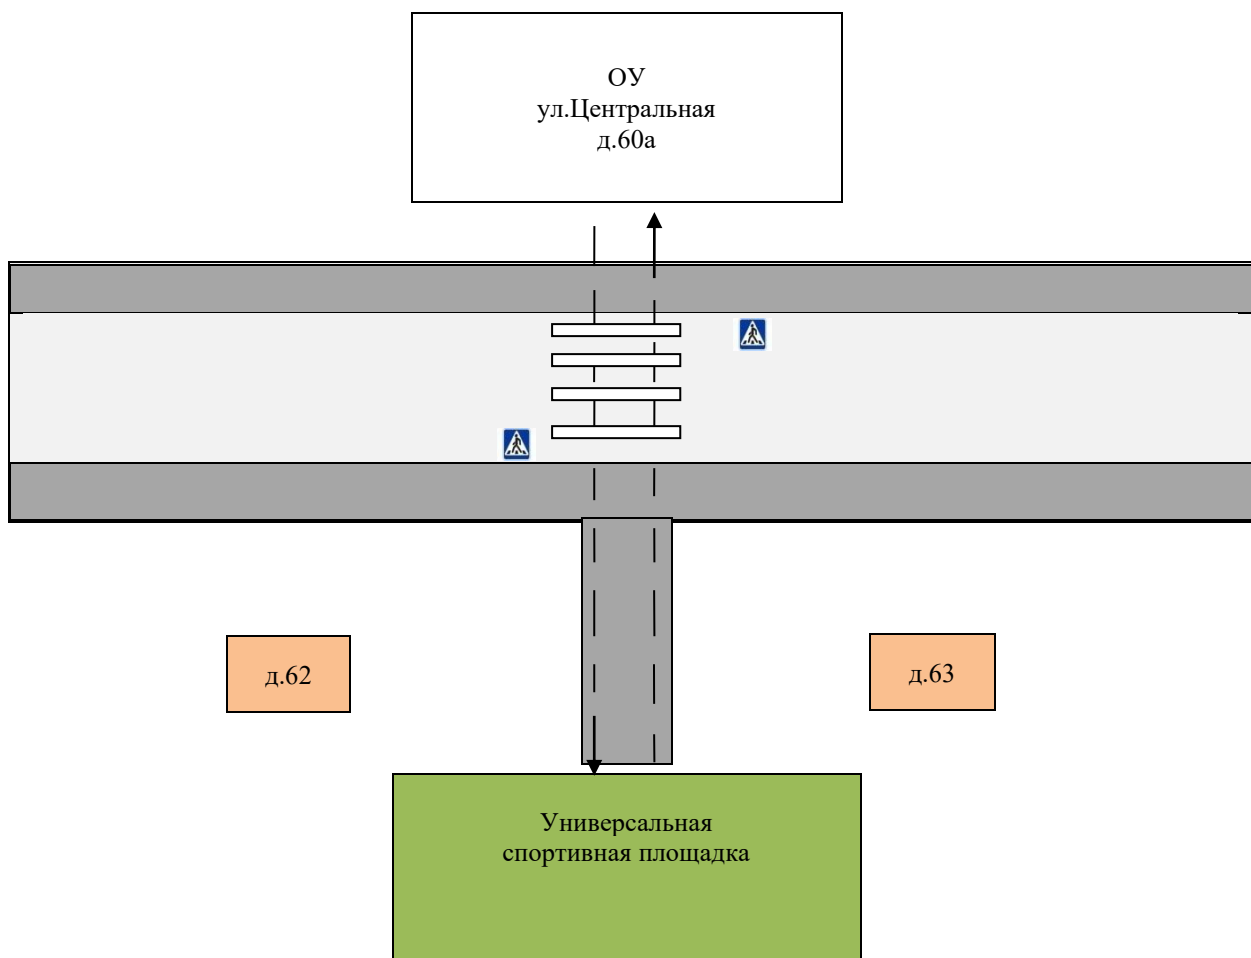 ОУ
ул.Центральная
д.60а
д.62
д.63
Универсальная
спортивная площадка